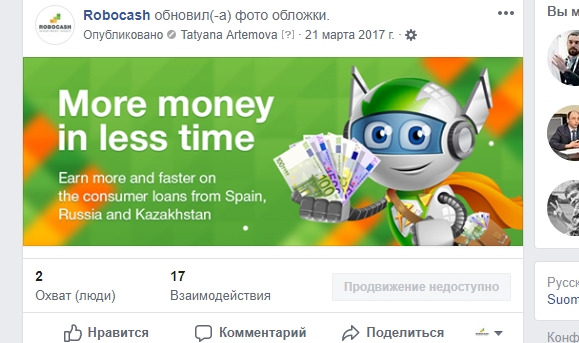 Robocash обновил(-а) фото обложки.
Опубликовано Tatyana Artemova [?] · 21 марта 2017 г. ·
ROBOCASH
More money
in less time
Earn more and faster on
the consumer loans from Spain,
Russia and Kazakhstan
2
Охват (люди)
17
Взаимодействия
Продвижение недоступно
Нравится
Комментарий
Поделиться
Вы м
Русск
Suom
Конф